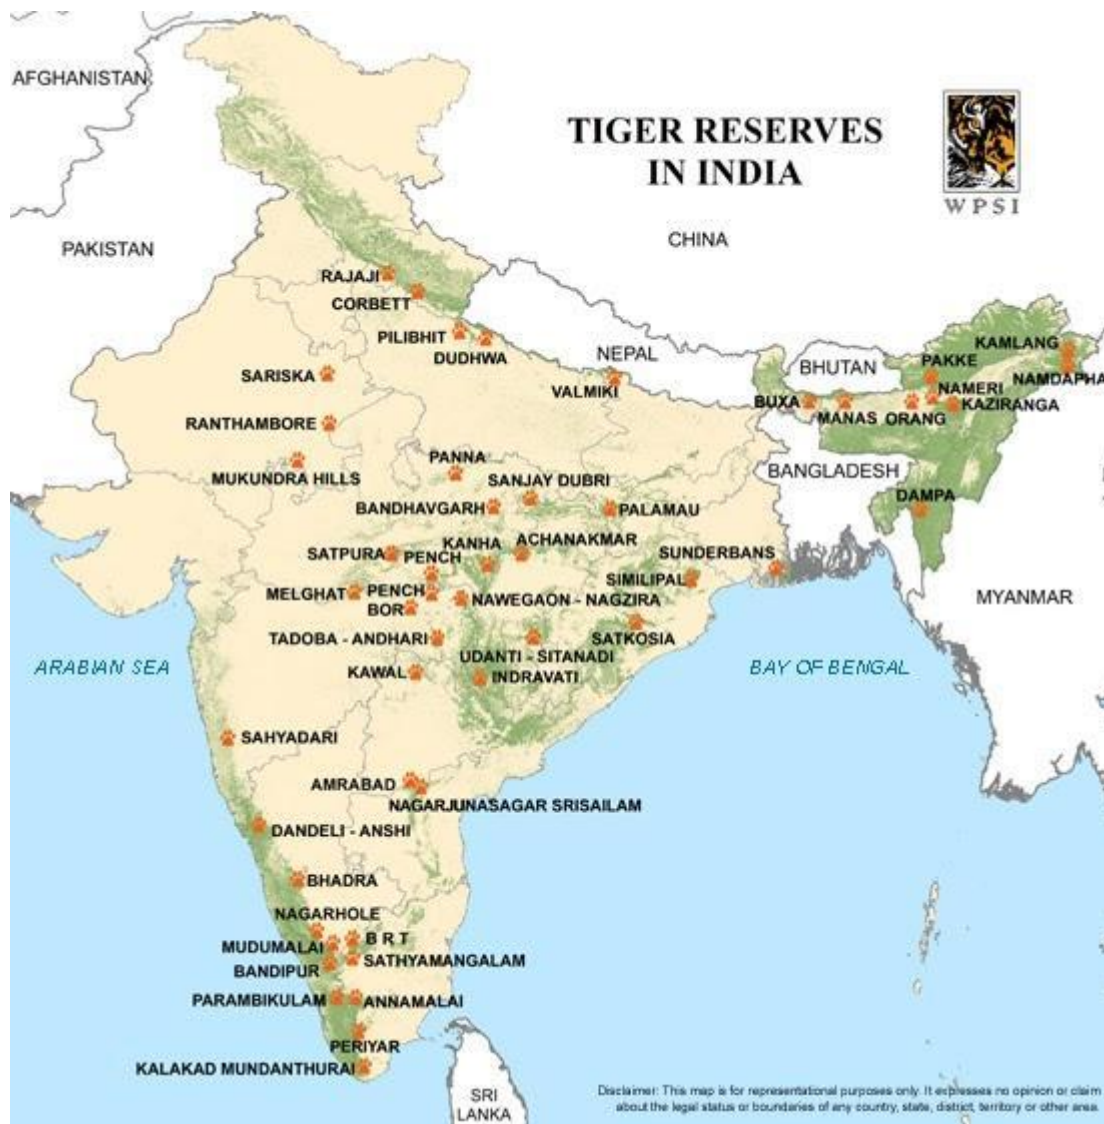 AFGHANISTAN
TIGER RESERVES
IN INDIA
WPSI
PAKISTAN
CHINA
RAJAJI
CORBETT
PILIBHIT
DUDHWA
NEPAL
BHUTAN
KAMLANG
PAKKE
NAMDAPHA
SARISKA
VALMIKI
BUXA
MANAS
NAMERI
ORANG
KAZIRANGA
RANTHAMBORE
MUKUNDRA HILLS
PANNA
SANJAY DUBRI
BANGLADESH
BANDHAVGARH
PALAMAU
DAMPA
SATPURA
PENCH
KANHA
ACHANAKMAR
SUNDERBANS
SIMILIPAL
MELGHAT
PENCH
BOR
NAWEGAON - NAGZIRA
MYANMAR
TADOBA - ANDHARI
SATKOSIA
UDANTI - SITANADI
ARABIAN SEA
KAWAL
INDRAVATI
BAY OF BENGAL
SAHYADARI
AMRABAD
NAGARJUNASAGAR SRISAILAM
DANDELI - ANSHI
BHADRA
NAGARHOLE
B R T
MUDUMALAI
SATHYAMANGALAM
BANDIPUR
PARAMBIKULAM
ANNAMALAI
PERIYAR
KALAKAD MUNDANTHURAI
SRI
LANKA
Disclaimer: This map is for representational purposes only. It expresses no opinion or claim
about the legal status or boundaries of any country, state, district, territory or other area.